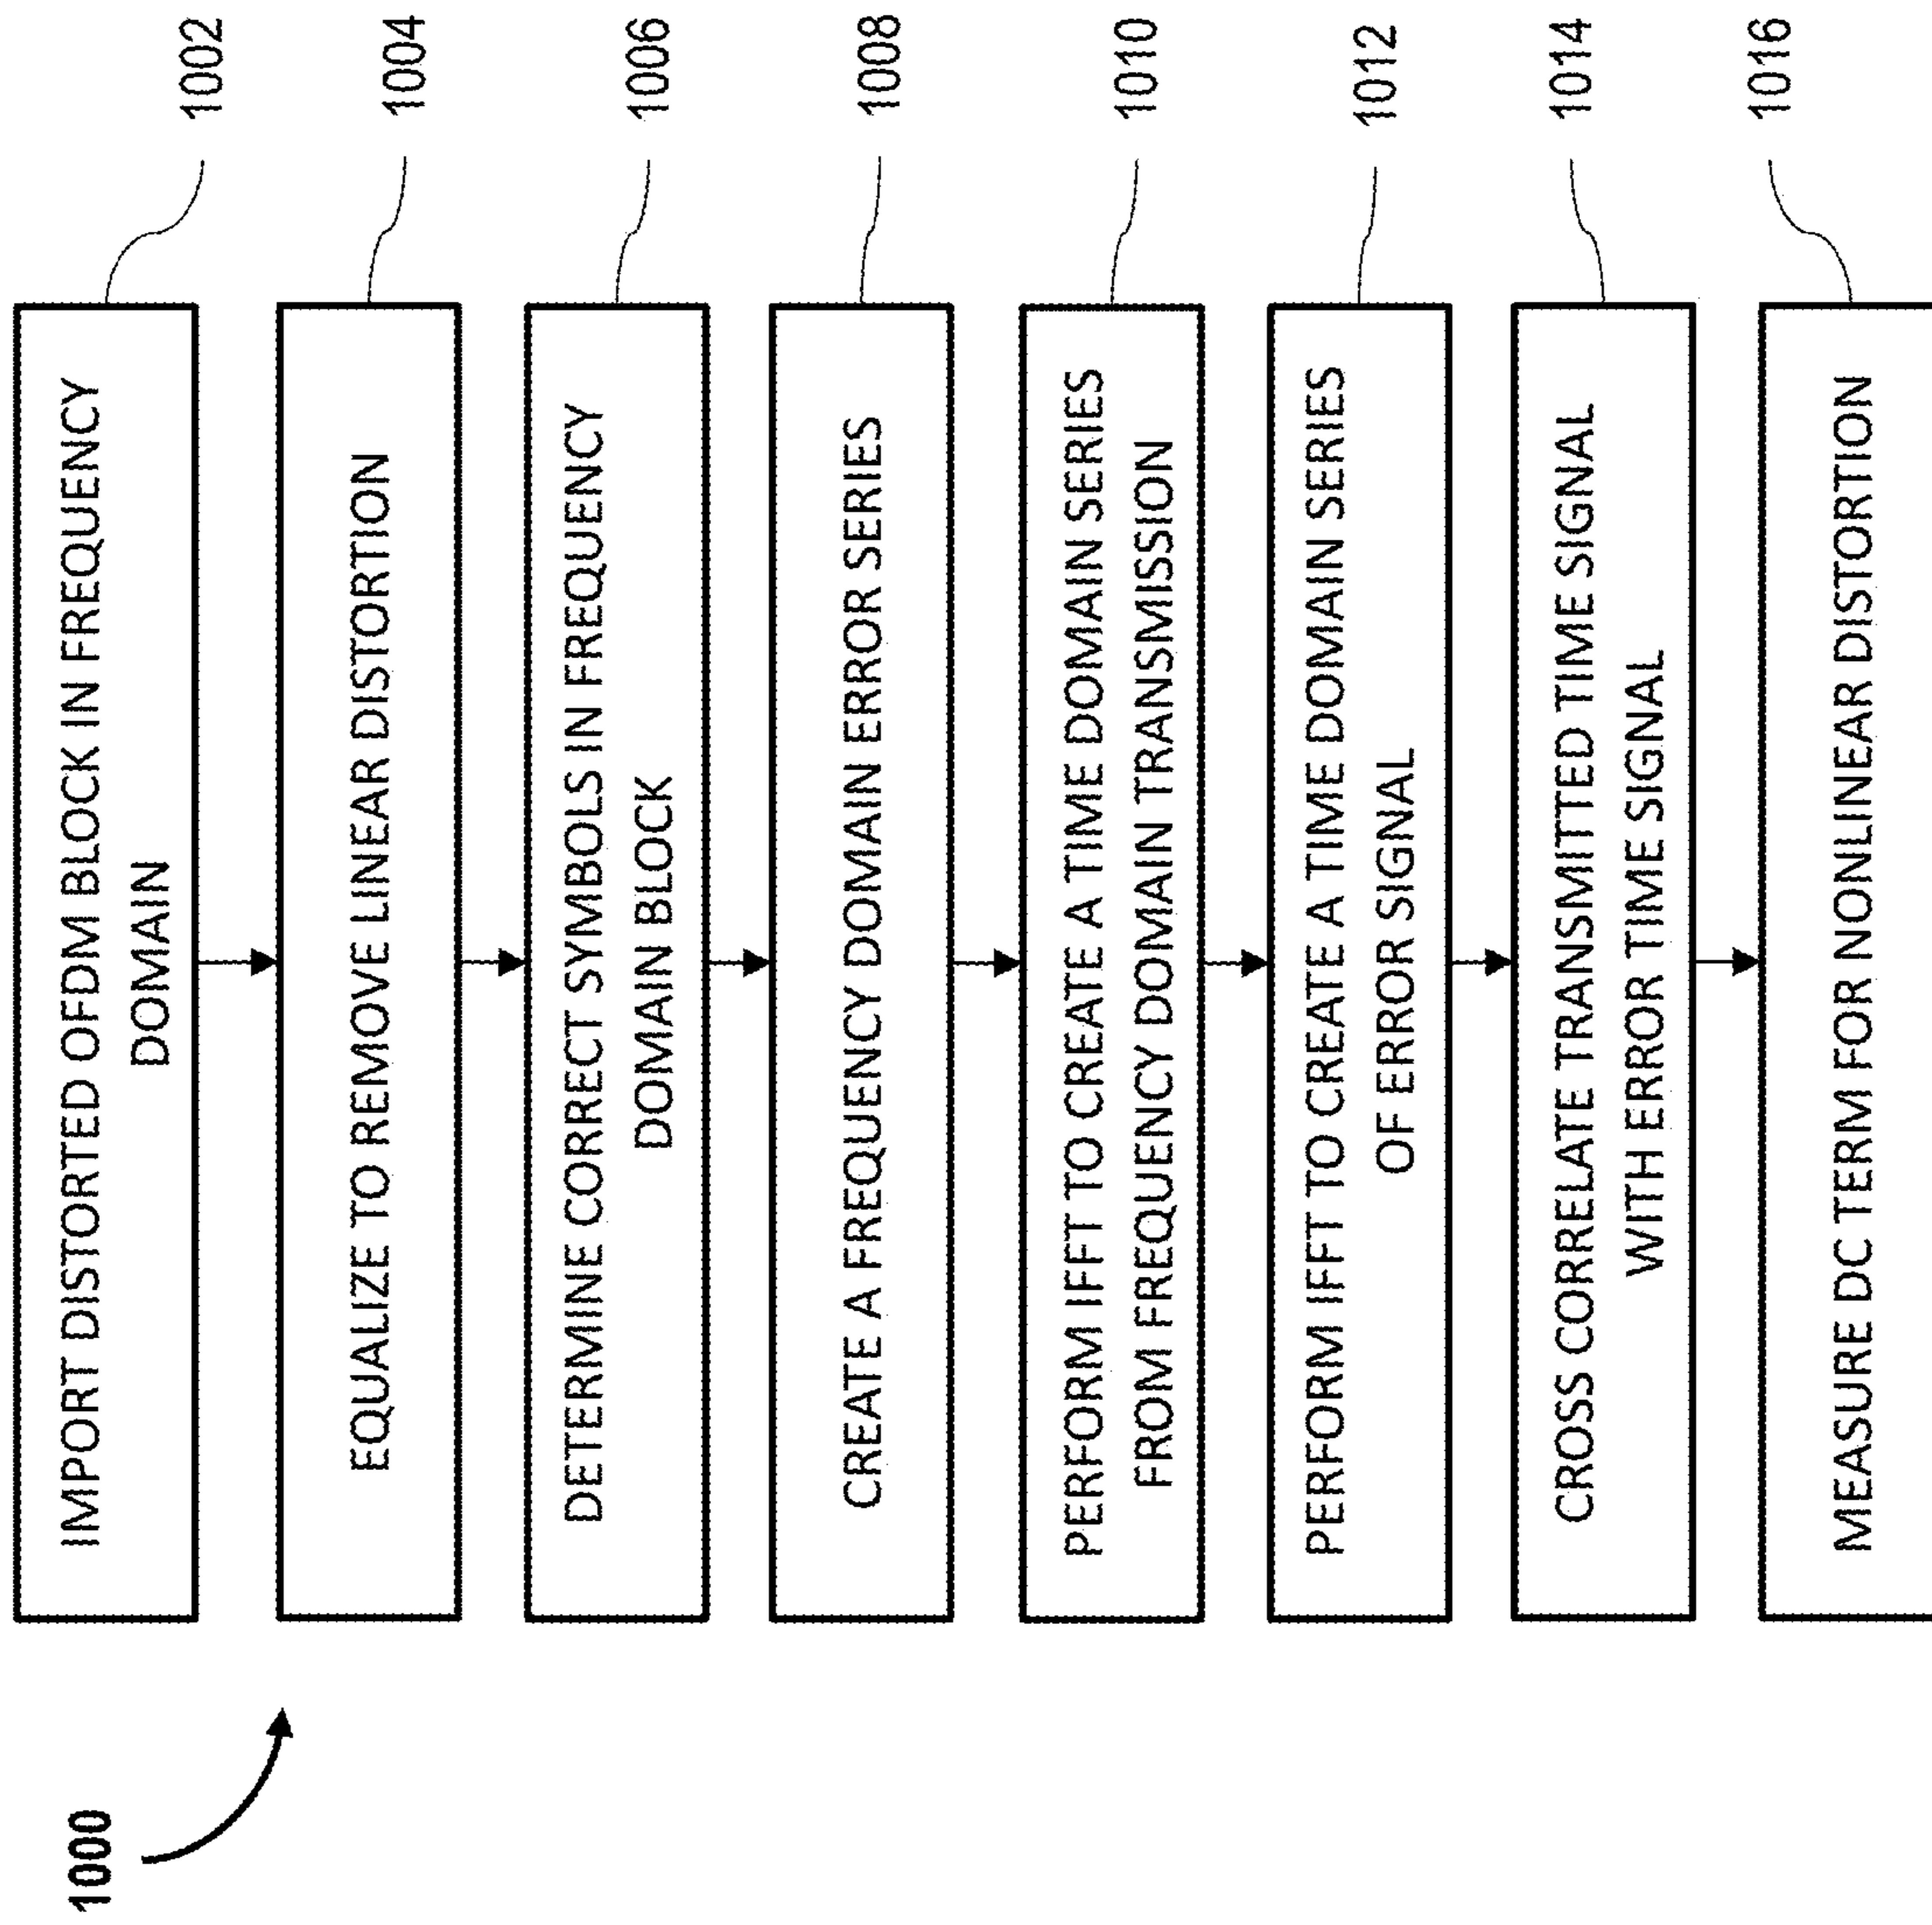 1000
IMPORT DISTORTED OFDM BLOCK IN FREQUENCY
DOMAIN
1002
EQUALIZE TO REMOVE LINEAR DISTORTION
1004
DETERMINE CORRECT SYMBOLS IN FREQUENCY
DOMAIN BLOCK
1006
CREATE A FREQUENCY DOMAIN ERROR SERIES
1008
PERFORM IFFT TO CREATE A TIME DOMAIN SERIES
FROM FREQUENCY DOMAIN TRANSMISSION
1010
PERFORM IFFT TO CREATE A TIME DOMAIN SERIES
OF ERROR SIGNAL
1012
CROSS CORRELATE TRANSMITTED TIME SIGNAL
WITH ERROR TIME SIGNAL
1014
MEASURE DC TERM FOR NONLINEAR DISTORTION
1016